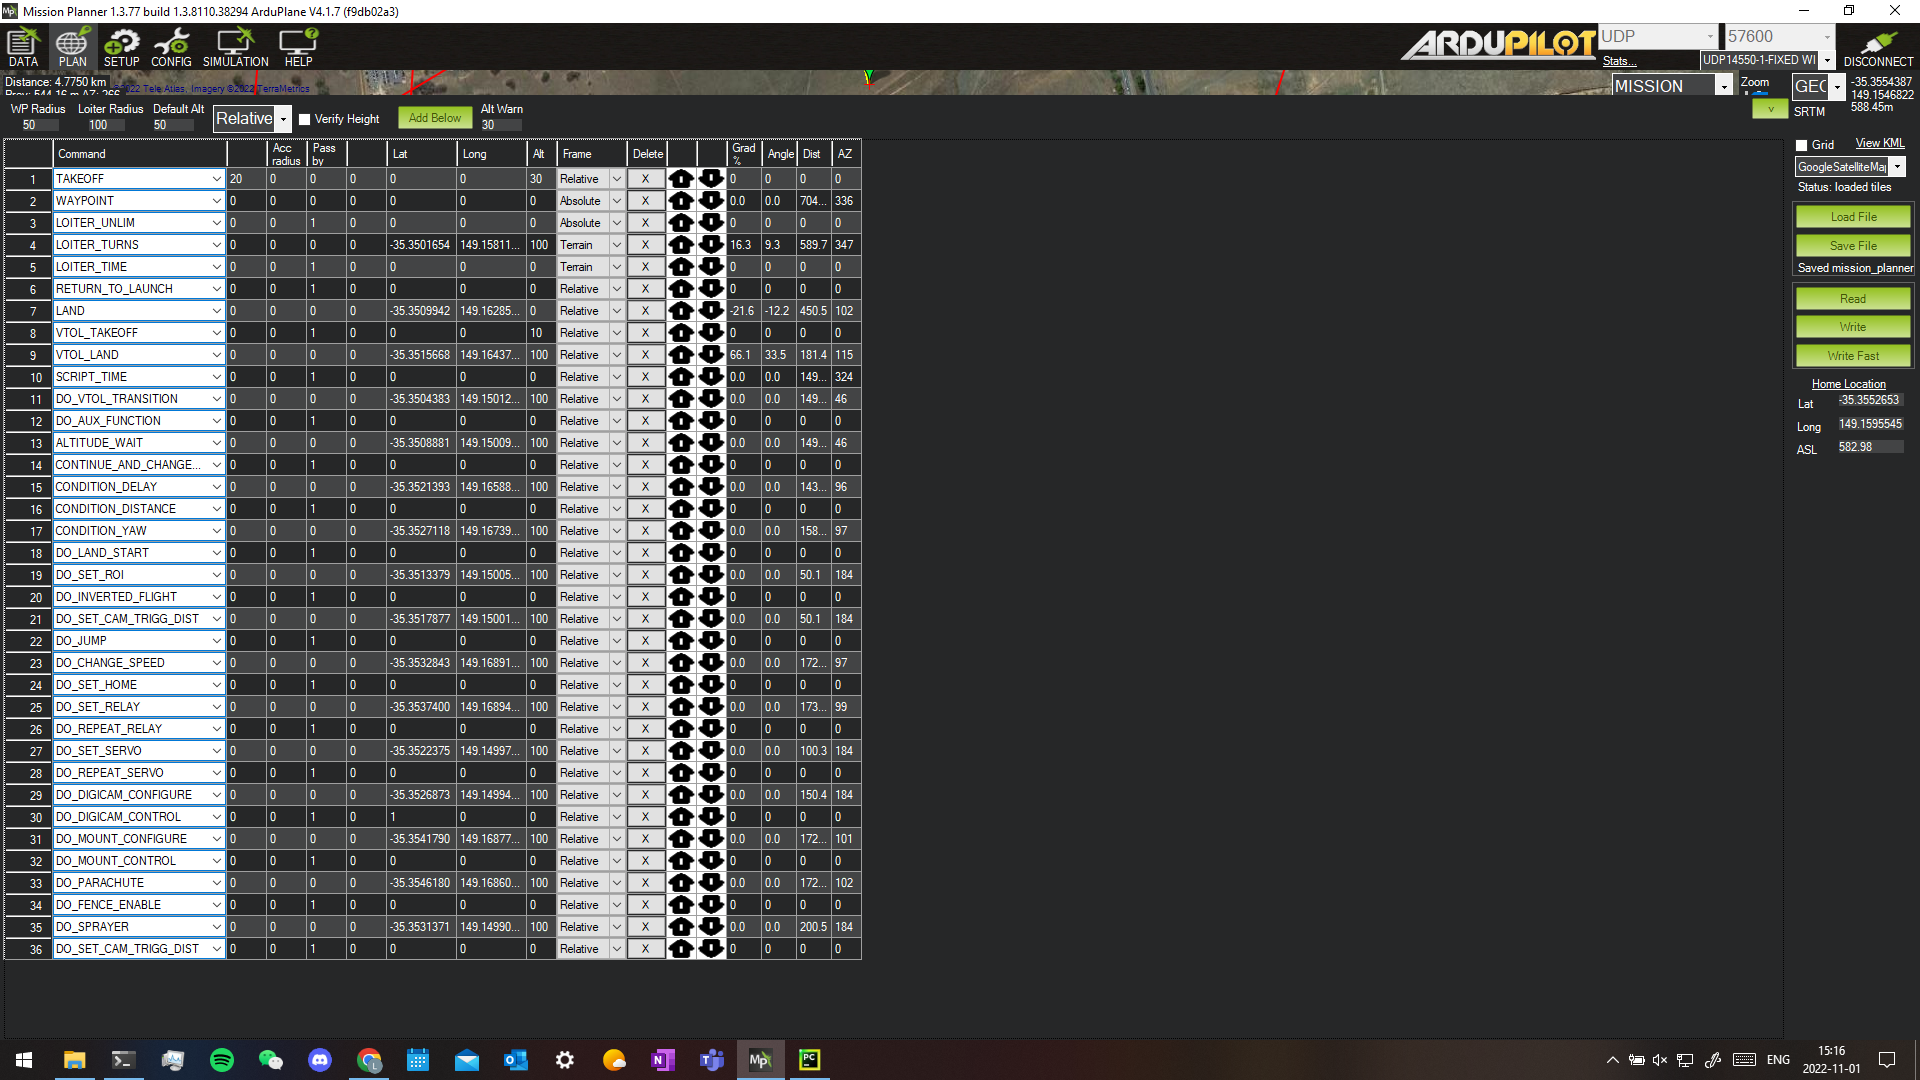 Mission Planner 1.3.77 build 1.3.8110.38294 ArduPlane V4.1.7 (f9db02a3)
DATA PLAN SETUP CONFIG SIMULATION HELP
ARDUPILOT UDP 57600
Stats... UDP14550-1-FIXED WI DISCONNECT
Distance: 4.7750 km
©2022 Tele Atlas, Imagery ©2022 TerraMetrics
MISSION Zoom GEO -35.3554387
149.1546822
588.45m
v SRTM
WP Radius Loiter Radius Default Alt Alt Warn
50 100 50 Relative Verify Height Add Below 30
Command Acc radius Pass by Lat Long Alt Frame Delete Grad % Angle Dist AZ
1 TAKEOFF 20 0 0 0 0 0 30 Relative X 0 0 0 0
2 WAYPOINT 0 0 0 0 0 0 0 Absolute X 0.0 0.0 704... 336
3 LOITER_UNLIM 0 0 1 0 0 0 0 Absolute X 0 0 0 0
4 LOITER_TURNS 0 0 0 0 -35.3501654 149.15811... 100 Terrain X 16.3 9.3 589.7 347
5 LOITER_TIME 0 0 1 0 0 0 0 Terrain X 0 0 0 0
6 RETURN_TO_LAUNCH 0 0 1 0 0 0 0 Relative X 0 0 0 0
7 LAND 0 0 0 0 -35.3509942 149.16285... 0 Relative X -21.6 -12.2 450.5 102
8 VTOL_TAKEOFF 0 0 1 0 0 0 10 Relative X 0 0 0 0
9 VTOL_LAND 0 0 0 0 -35.3515668 149.16437... 100 Relative X 66.1 33.5 181.4 115
10 SCRIPT_TIME 0 0 1 0 0 0 0 Relative X 0.0 0.0 149... 324
11 DO_VTOL_TRANSITION 0 0 0 0 -35.3504383 149.15012... 100 Relative X 0.0 0.0 149... 46
12 DO_AUX_FUNCTION 0 0 1 0 0 0 0 Relative X 0 0 0 0
13 ALTITUDE_WAIT 0 0 0 0 -35.3508881 149.15009... 100 Relative X 0.0 0.0 149... 46
14 CONTINUE_AND_CHANGE... 0 0 1 0 0 0 0 Relative X 0 0 0 0
15 CONDITION_DELAY 0 0 0 0 -35.3521393 149.16588... 100 Relative X 0.0 0.0 143... 96
16 CONDITION_DISTANCE 0 0 1 0 0 0 0 Relative X 0 0 0 0
17 CONDITION_YAW 0 0 0 0 -35.3527118 149.16739... 100 Relative X 0.0 0.0 158... 97
18 DO_LAND_START 0 0 1 0 0 0 0 Relative X 0 0 0 0
19 DO_SET_ROI 0 0 0 0 -35.3513379 149.15005... 100 Relative X 0.0 0.0 50.1 184
20 DO_INVERTED_FLIGHT 0 0 1 0 0 0 0 Relative X 0 0 0 0
21 DO_SET_CAM_TRIGG_DIST 0 0 0 0 -35.3517877 149.15001... 100 Relative X 0.0 0.0 50.1 184
22 DO_JUMP 0 0 1 0 0 0 0 Relative X 0 0 0 0
23 DO_CHANGE_SPEED 0 0 0 0 -35.3532843 149.16891... 100 Relative X 0.0 0.0 172... 97
24 DO_SET_HOME 0 0 1 0 0 0 0 Relative X 0 0 0 0
25 DO_SET_RELAY 0 0 0 0 -35.3537400 149.16894... 100 Relative X 0.0 0.0 173... 99
26 DO_REPEAT_RELAY 0 0 1 0 0 0 0 Relative X 0 0 0 0
27 DO_SET_SERVO 0 0 0 0 -35.3522375 149.14997... 100 Relative X 0.0 0.0 100.3 184
28 DO_REPEAT_SERVO 0 0 1 0 0 0 0 Relative X 0 0 0 0
29 DO_DIGICAM_CONFIGURE 0 0 0 0 -35.3526873 149.14994... 100 Relative X 0.0 0.0 150.4 184
30 DO_DIGICAM_CONTROL 0 0 1 0 1 0 0 Relative X 0 0 0 0
31 DO_MOUNT_CONFIGURE 0 0 0 0 -35.3541790 149.16877... 100 Relative X 0.0 0.0 172... 101
32 DO_MOUNT_CONTROL 0 0 1 0 0 0 0 Relative X 0 0 0 0
33 DO_PARACHUTE 0 0 0 0 -35.3546180 149.16860... 100 Relative X 0.0 0.0 172... 102
34 DO_FENCE_ENABLE 0 0 1 0 0 0 0 Relative X 0 0 0 0
35 DO_SPRAYER 0 0 0 0 -35.3531371 149.14990... 100 Relative X 0.0 0.0 200.5 184
36 DO_SET_CAM_TRIGG_DIST 0 0 1 0 0 0 0 Relative X 0 0 0 0
Grid View KML
GoogleSatelliteMap
Status: loaded tiles
Load File
Save File
Saved mission_planner
Read
Write
Write Fast
Home Location
Lat -35.3552653
Long 149.1595545
ASL 582.98
Mp PC ENG 15:16
2022-11-01